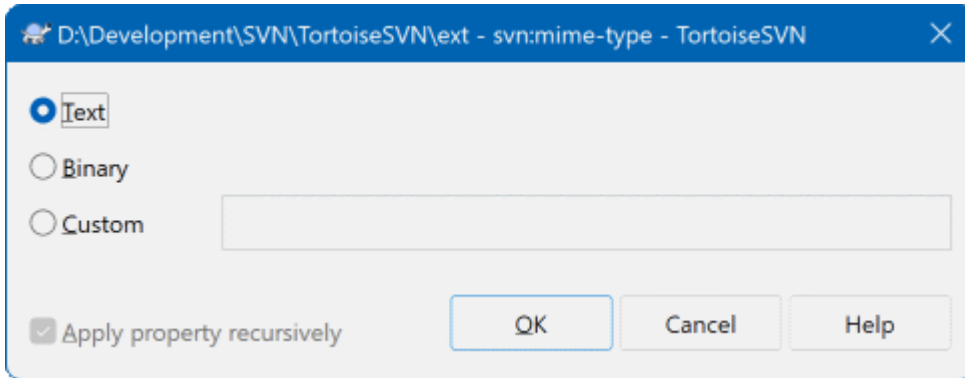 D:\Development\SVN\TortoiseSVN\ext - svn:mime-type - TortoiseSVN
Text
Binary
Custom
Apply property recursively
OK
Cancel
Help